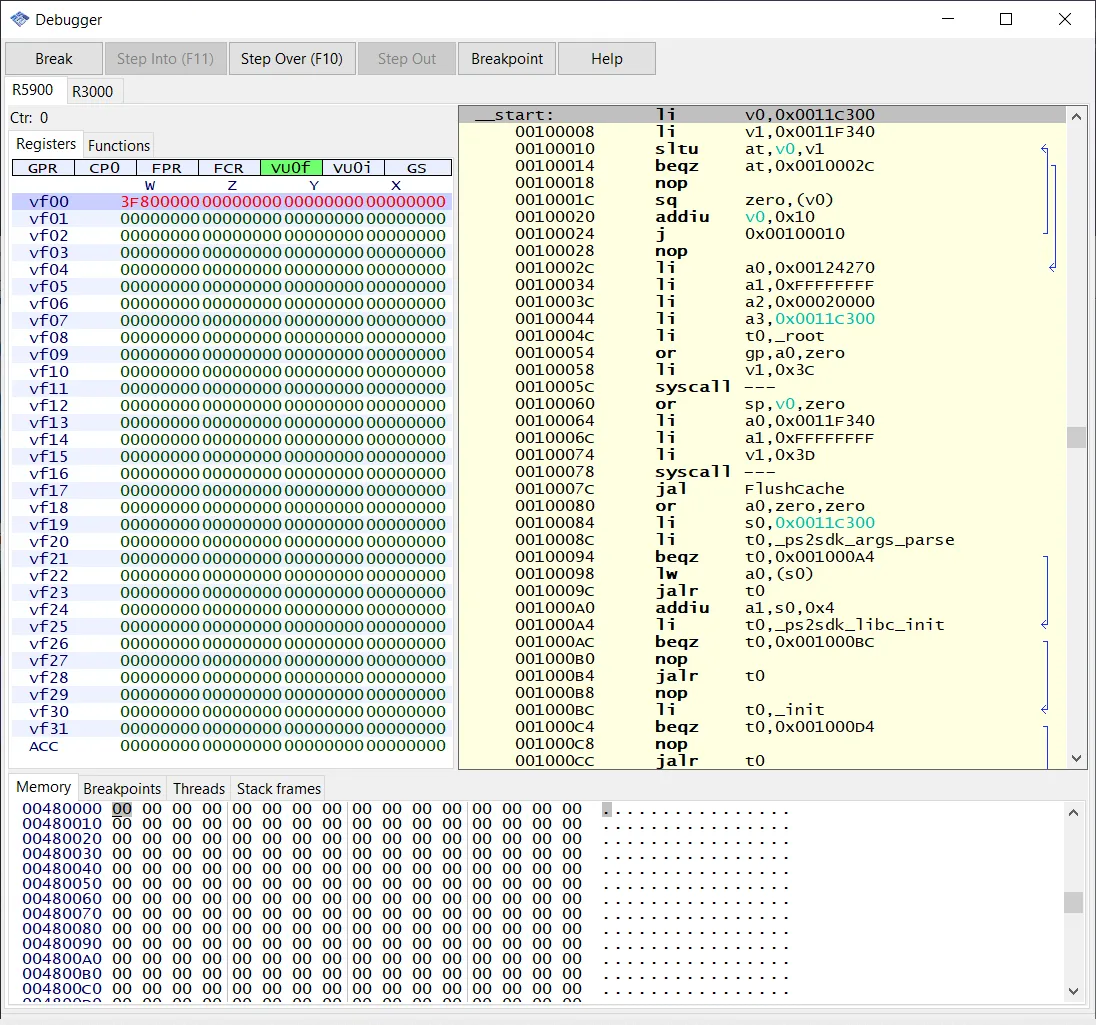 Debugger
Break Step Into (F11) Step Over (F10) Step Out Breakpoint Help
R5900 R3000
Ctr: 0
Registers Functions
GPR CP0 FPR FCR VU0f VU0i GS
W Z Y X
vf00 3F800000 00000000 00000000 00000000
vf01 00000000 00000000 00000000 00000000
vf02 00000000 00000000 00000000 00000000
vf03 00000000 00000000 00000000 00000000
vf04 00000000 00000000 00000000 00000000
vf05 00000000 00000000 00000000 00000000
vf06 00000000 00000000 00000000 00000000
vf07 00000000 00000000 00000000 00000000
vf08 00000000 00000000 00000000 00000000
vf09 00000000 00000000 00000000 00000000
vf10 00000000 00000000 00000000 00000000
vf11 00000000 00000000 00000000 00000000
vf12 00000000 00000000 00000000 00000000
vf13 00000000 00000000 00000000 00000000
vf14 00000000 00000000 00000000 00000000
vf15 00000000 00000000 00000000 00000000
vf16 00000000 00000000 00000000 00000000
vf17 00000000 00000000 00000000 00000000
vf18 00000000 00000000 00000000 00000000
vf19 00000000 00000000 00000000 00000000
vf20 00000000 00000000 00000000 00000000
vf21 00000000 00000000 00000000 00000000
vf22 00000000 00000000 00000000 00000000
vf23 00000000 00000000 00000000 00000000
vf24 00000000 00000000 00000000 00000000
vf25 00000000 00000000 00000000 00000000
vf26 00000000 00000000 00000000 00000000
vf27 00000000 00000000 00000000 00000000
vf28 00000000 00000000 00000000 00000000
vf29 00000000 00000000 00000000 00000000
vf30 00000000 00000000 00000000 00000000
vf31 00000000 00000000 00000000 00000000
ACC 00000000 00000000 00000000 00000000
__start: li v0,0x0011C300
00100008 li v1,0x0011F340
00100010 sltu at,v0,v1
00100014 beqz at,0x0010002C
00100018 nop
0010001C sq zero,(v0)
00100020 addiu v0,0x10
00100024 j 0x00100010
00100028 nop
0010002C li a0,0x00124270
00100034 li a1,0xFFFFFFFF
0010003C li a2,0x00020000
00100044 li a3,0x0011C300
0010004C li t0,_root
00100054 or gp,a0,zero
00100058 li v1,0x3C
0010005C syscall ---
00100060 or sp,v0,zero
00100064 li a0,0x0011F340
0010006C li a1,0xFFFFFFFF
00100074 li v1,0x3D
00100078 syscall ---
0010007C jal FlushCache
00100080 or a0,zero,zero
00100084 li s0,0x0011C300
0010008C li t0,_ps2sdk_args_parse
00100094 beqz t0,0x001000A4
00100098 lw a0,(s0)
0010009C jalr t0
001000A0 addiu a1,s0,0x4
001000A4 li t0,_ps2sdk_libc_init
001000AC beqz t0,0x001000BC
001000B0 nop
001000B4 jalr t0
001000B8 nop
001000BC li t0,_init
001000C4 beqz t0,0x001000D4
001000C8 nop
001000CC jalr t0
Memory Breakpoints Threads Stack frames
00480000 00 00 00 00 00 00 00 00 00 00 00 00 00 00 00 00 ................
00480010 00 00 00 00 00 00 00 00 00 00 00 00 00 00 00 00 ................
00480020 00 00 00 00 00 00 00 00 00 00 00 00 00 00 00 00 ................
00480030 00 00 00 00 00 00 00 00 00 00 00 00 00 00 00 00 ................
00480040 00 00 00 00 00 00 00 00 00 00 00 00 00 00 00 00 ................
00480050 00 00 00 00 00 00 00 00 00 00 00 00 00 00 00 00 ................
00480060 00 00 00 00 00 00 00 00 00 00 00 00 00 00 00 00 ................
00480070 00 00 00 00 00 00 00 00 00 00 00 00 00 00 00 00 ................
00480080 00 00 00 00 00 00 00 00 00 00 00 00 00 00 00 00 ................
00480090 00 00 00 00 00 00 00 00 00 00 00 00 00 00 00 00 ................
004800A0 00 00 00 00 00 00 00 00 00 00 00 00 00 00 00 00 ................
004800B0 00 00 00 00 00 00 00 00 00 00 00 00 00 00 00 00 ................
004800C0 00 00 00 00 00 00 00 00 00 00 00 00 00 00 00 00 ................